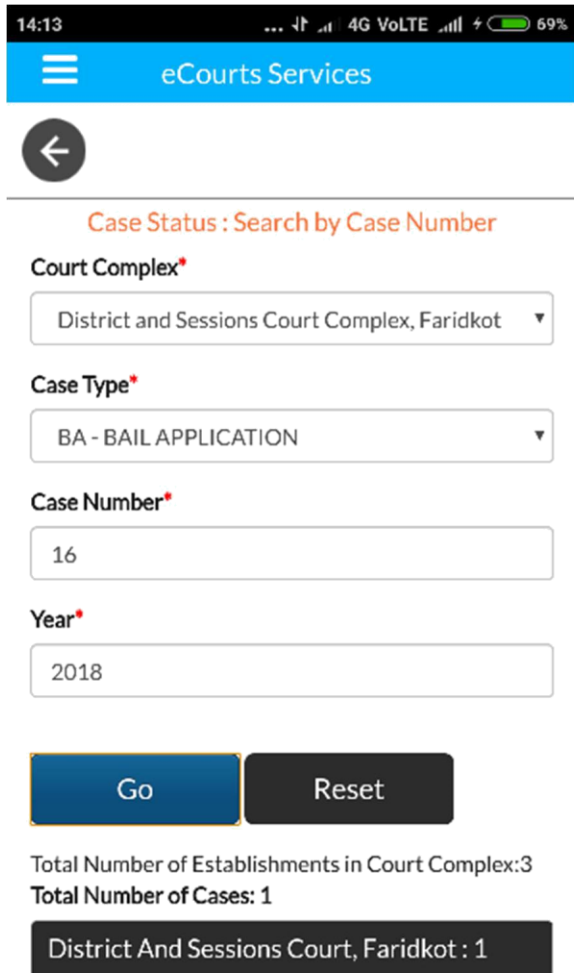 14:13 ... 4G VoLTE 69%
eCourts Services
Case Status : Search by Case Number
Court Complex*
District and Sessions Court Complex, Faridkot
Case Type*
BA - BAIL APPLICATION
Case Number*
16
Year*
2018
Go Reset
Total Number of Establishments in Court Complex:3
Total Number of Cases: 1
District And Sessions Court, Faridkot : 1